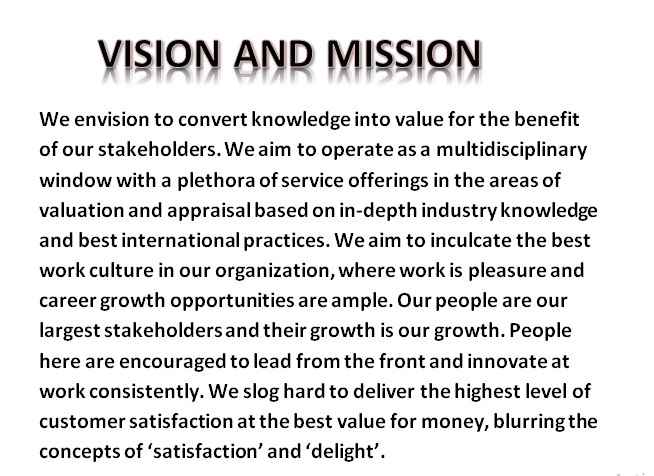 VISION AND MISSION
We envision to convert knowledge into value for the benefit
of our stakeholders. We aim to operate as a multidisciplinary
window with a plethora of service offerings in the areas of
valuation and appraisal based on in-depth industry knowledge
and best international practices. We aim to inculcate the best
work culture in our organization, where work is pleasure and
career growth opportunities are ample. Our people are our
largest stakeholders and their growth is our growth. People
here are encouraged to lead from the front and innovate at
work consistently. We slog hard to deliver the highest level of
customer satisfaction at the best value for money, blurring the
concepts of ‘satisfaction’ and ‘delight’.